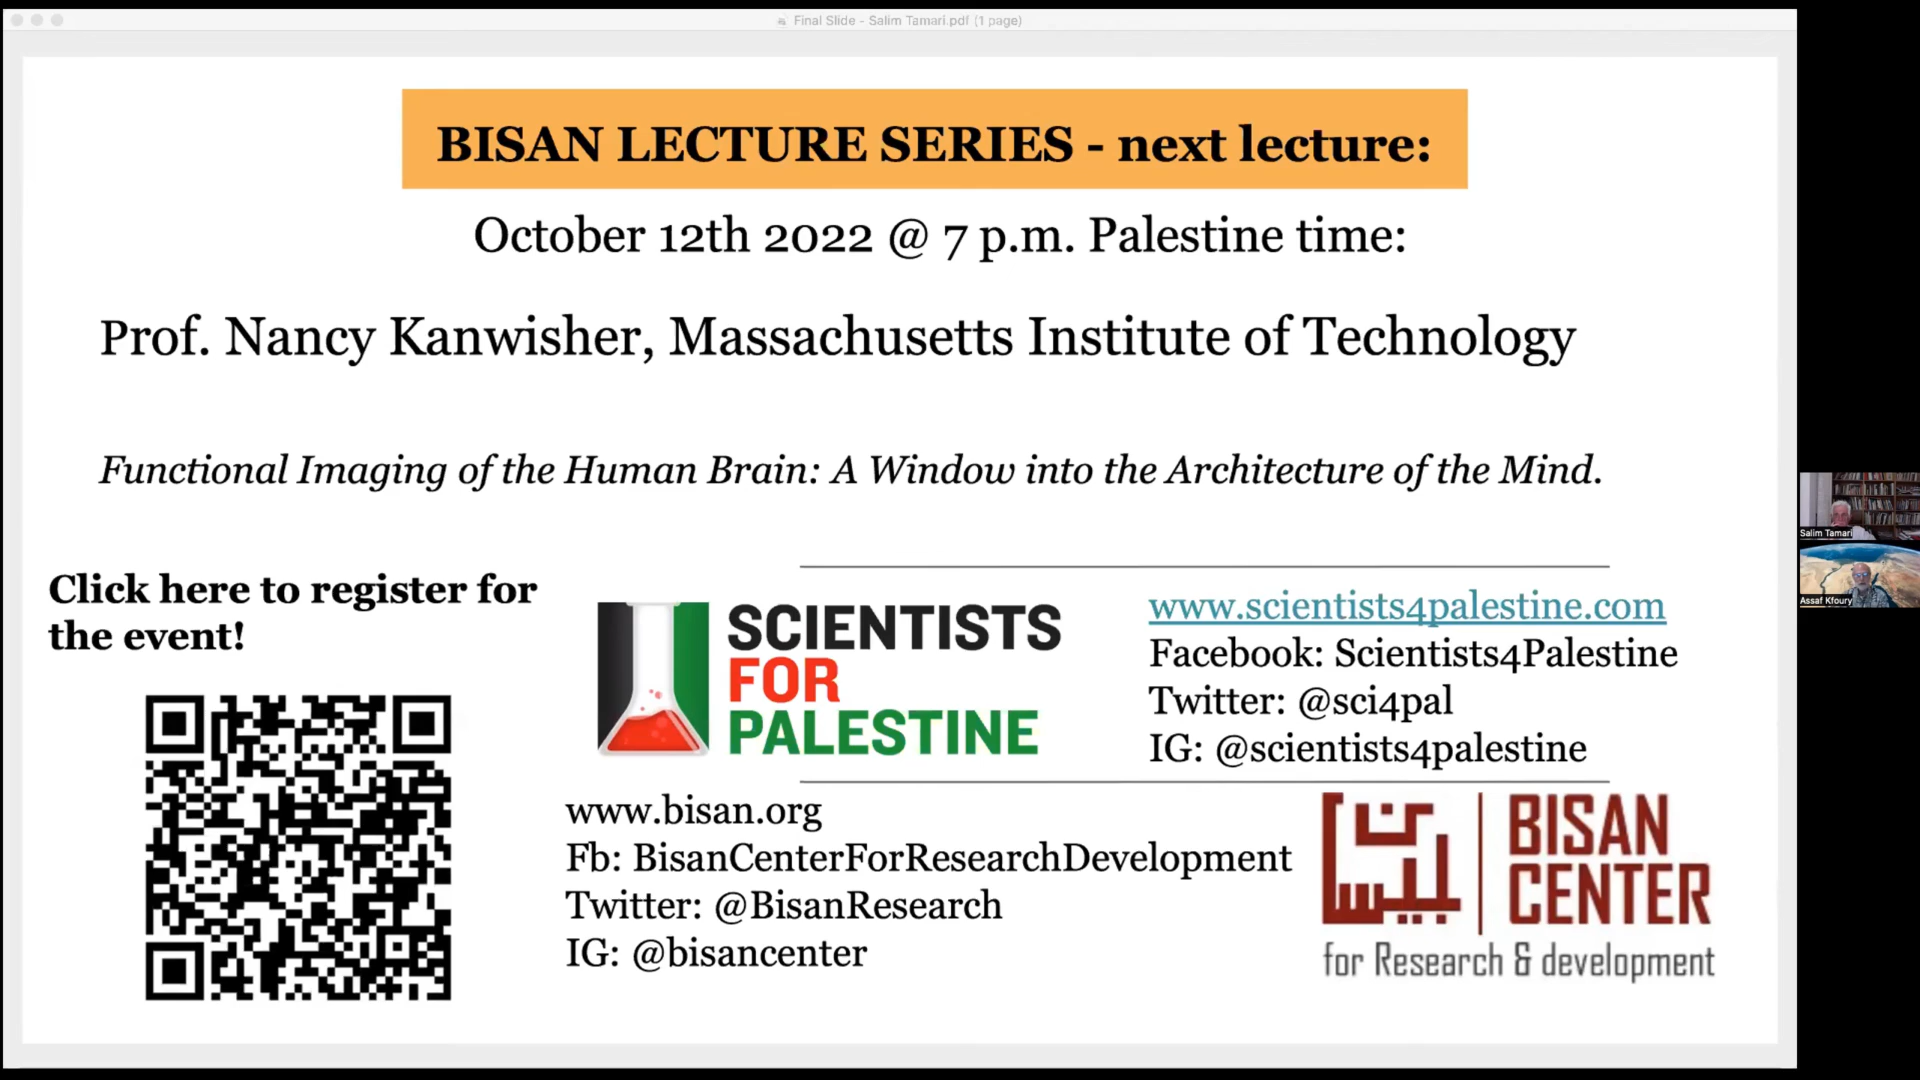 Final Slide - Salim Tamari.pdf (1 page)
BISAN LECTURE SERIES - next lecture:
October 12th 2022 @ 7 p.m. Palestine time:
Prof. Nancy Kanwisher, Massachusetts Institute of Technology
Functional Imaging of the Human Brain: A Window into the Architecture of the Mind.
Click here to register for
the event!
SCIENTISTS
FOR
PALESTINE
www.scientists4palestine.com
Facebook: Scientists4Palestine
Twitter: @sci4pal
IG: @scientists4palestine
www.bisan.org
Fb: BisanCenterForResearchDevelopment
Twitter: @BisanResearch
IG: @bisancenter
بيسان
BISAN
CENTER
for Research & development
Salim Tamari
Assaf Kfoury